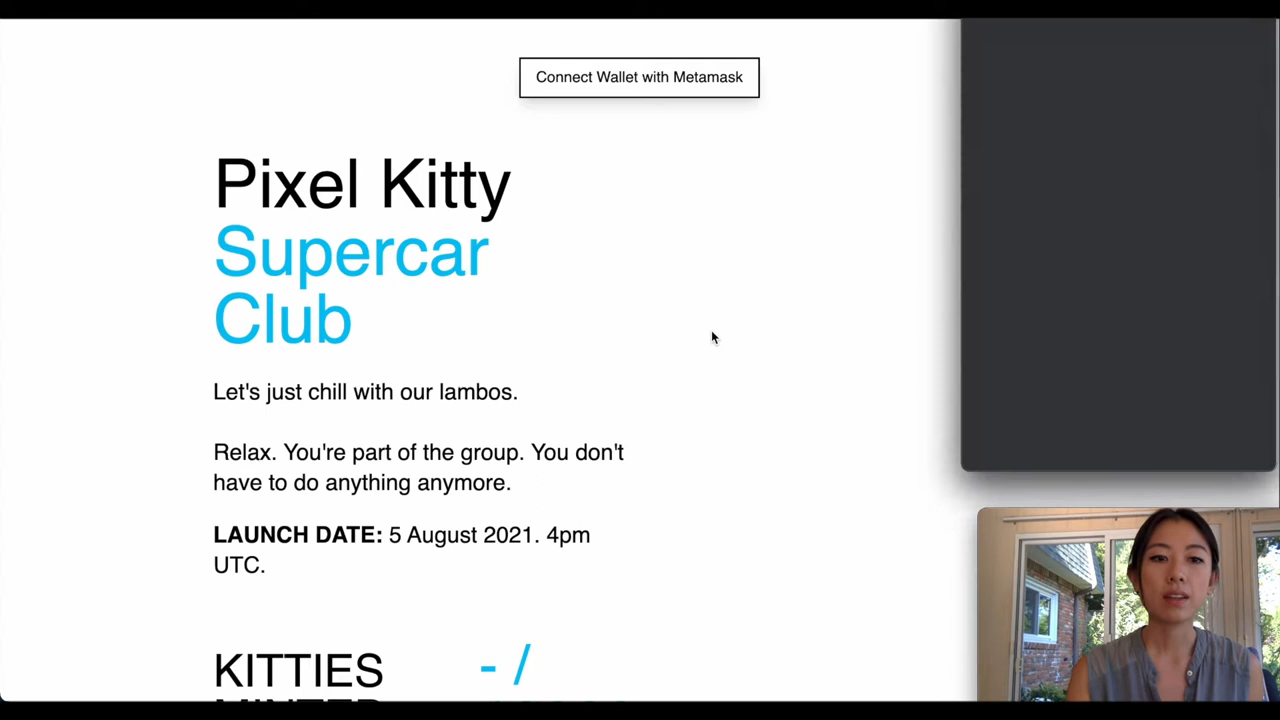 Connect Wallet with Metamask
Pixel Kitty
Supercar
Club
Let's just chill with our lambos.
Relax. You're part of the group. You don't
have to do anything anymore.
LAUNCH DATE: 5 August 2021. 4pm
UTC.
KITTIES - /
MINTED